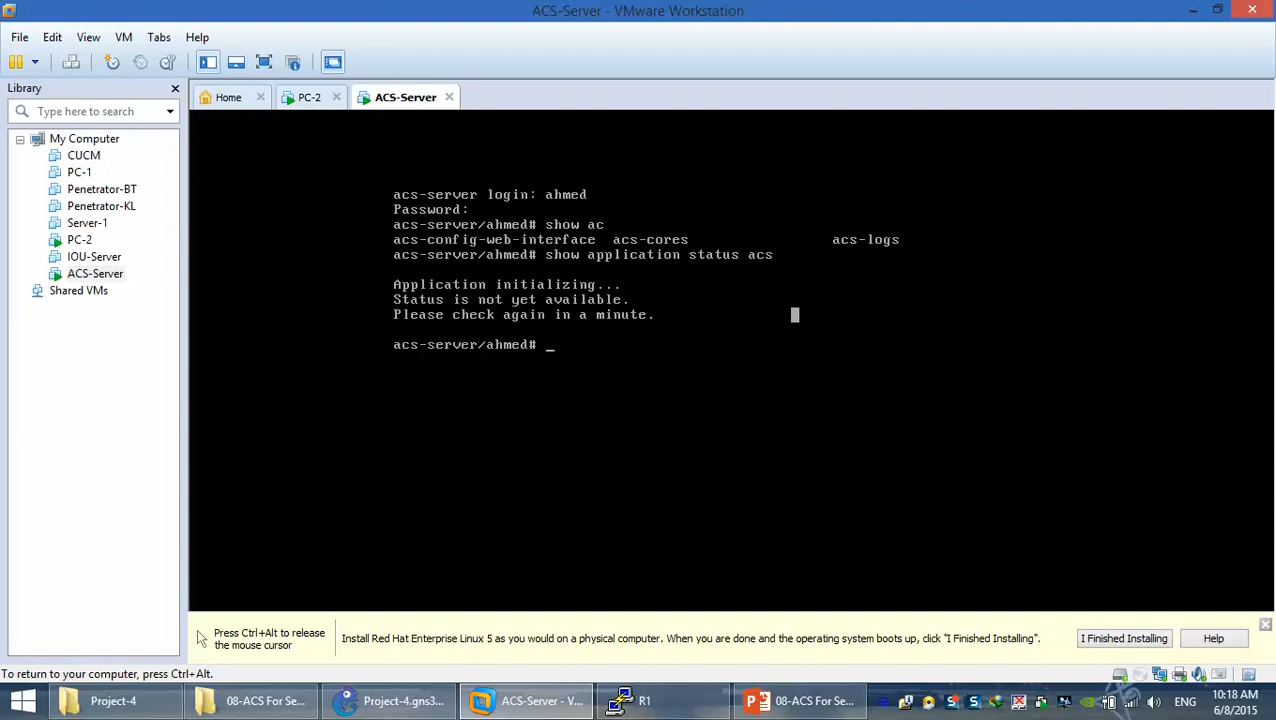 ACS-Server - VMware Workstation
File Edit View VM Tabs Help
Library
Type here to search
My Computer
CUCM
PC-1
Penetrator-BT
Penetrator-KL
Server-1
PC-2
IOU-Server
ACS-Server
Shared VMs
Home PC-2 ACS-Server
acs-server login: ahmed
Password:
acs-server/ahmed# show ac
acs-config-web-interface acs-cores acs-logs
acs-server/ahmed# show application status acs
Application initializing...
Status is not yet available.
Please check again in a minute.
acs-server/ahmed# _
Press Ctrl+Alt to release
the mouse cursor
Install Red Hat Enterprise Linux 5 as you would on a physical computer. When you are done and the operating system boots up, click "I Finished Installing".
I Finished Installing
Help
To return to your computer, press Ctrl+Alt.
Project-4
08-ACS For Se...
Project-4.gns3...
ACS-Server - V...
R1
08-ACS For Se...
ENG
10:18 AM
6/8/2015